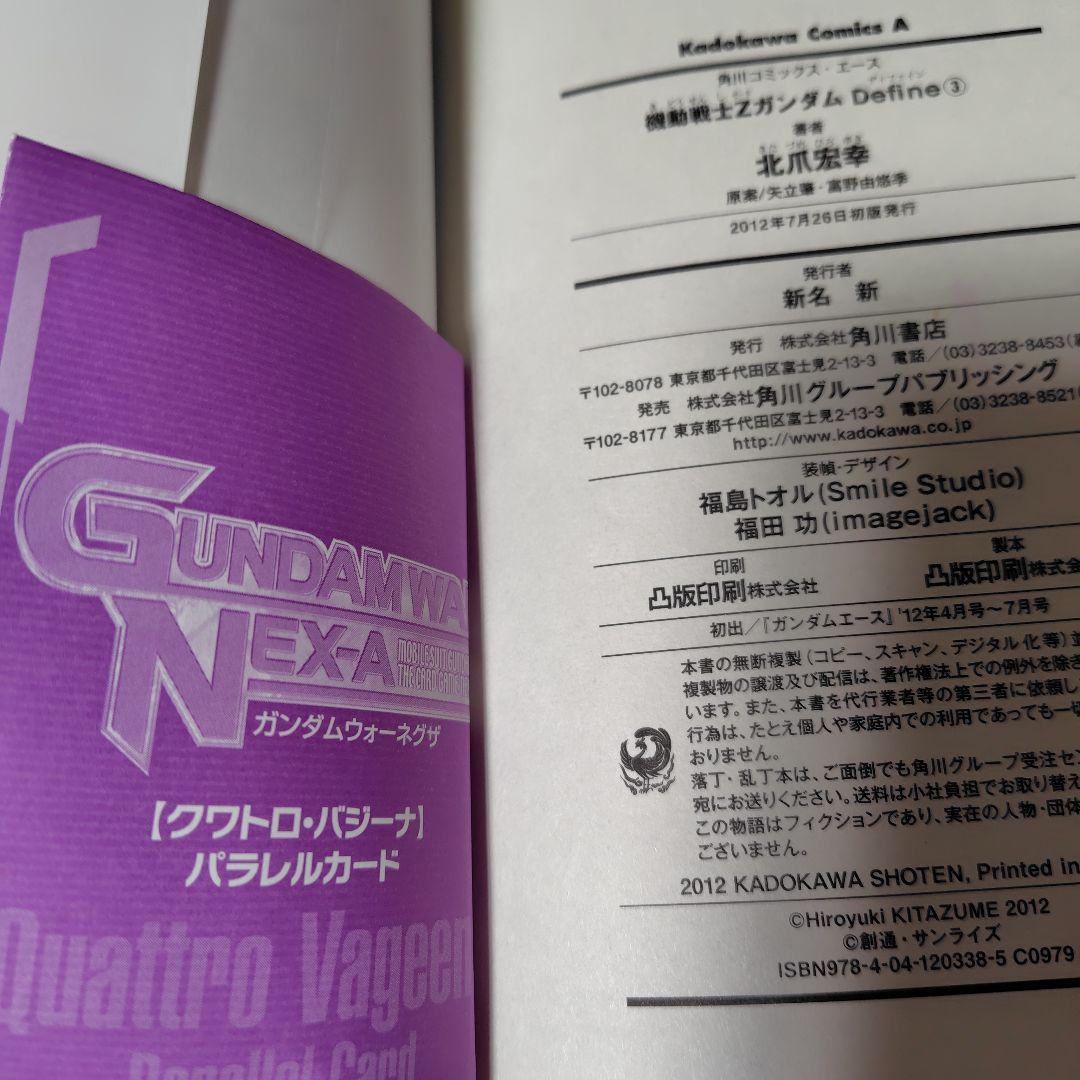 GUNDAM WA
NEX-A
MOBILE SUIT GUNDAM
THE CARD GAME
ガンダムウォーネグザ
【クワトロ・バジーナ】
パラレルカード
Quattro Vageen
Parallel Card
Kadokawa Comics A
角川コミックス・エース
機動戦士Zガンダム Define③
著者
北爪宏幸
原案/矢立肇・富野由悠季
2012年7月26日初版発行
発行者
新名 新
発行 株式会社角川書店
〒102-8078 東京都千代田区富士見2-13-3 電話/(03)3238-8453
発売 株式会社角川グループパブリッシング
〒102-8177 東京都千代田区富士見2-13-3 電話/(03)3238-8521
http://www.kadokawa.co.jp
装幀・デザイン
福島トオル(Smile Studio)
福田 功(imagejack)
印刷 製本
凸版印刷株式会社 凸版印刷株式会
初出/『ガンダムエース』'12年4月号〜7月号
本書の無断複製(コピー、スキャン、デジタル化等)並
複製物の譲渡及び配信は、著作権法上での例外を除き
います。また、本書を代行業者等の第三者に依頼し
行為は、たとえ個人や家庭内での利用であっても一切
おりません。
落丁・乱丁本は、ご面倒でも角川グループ受注セン
宛にお送りください。送料は小社負担でお取り替え
この物語はフィクションであり、実在の人物・団体
ございません。
2012 KADOKAWA SHOTEN, Printed in
©Hiroyuki KITAZUME 2012
©創通・サンライズ
ISBN978-4-04-120338-5 C0979